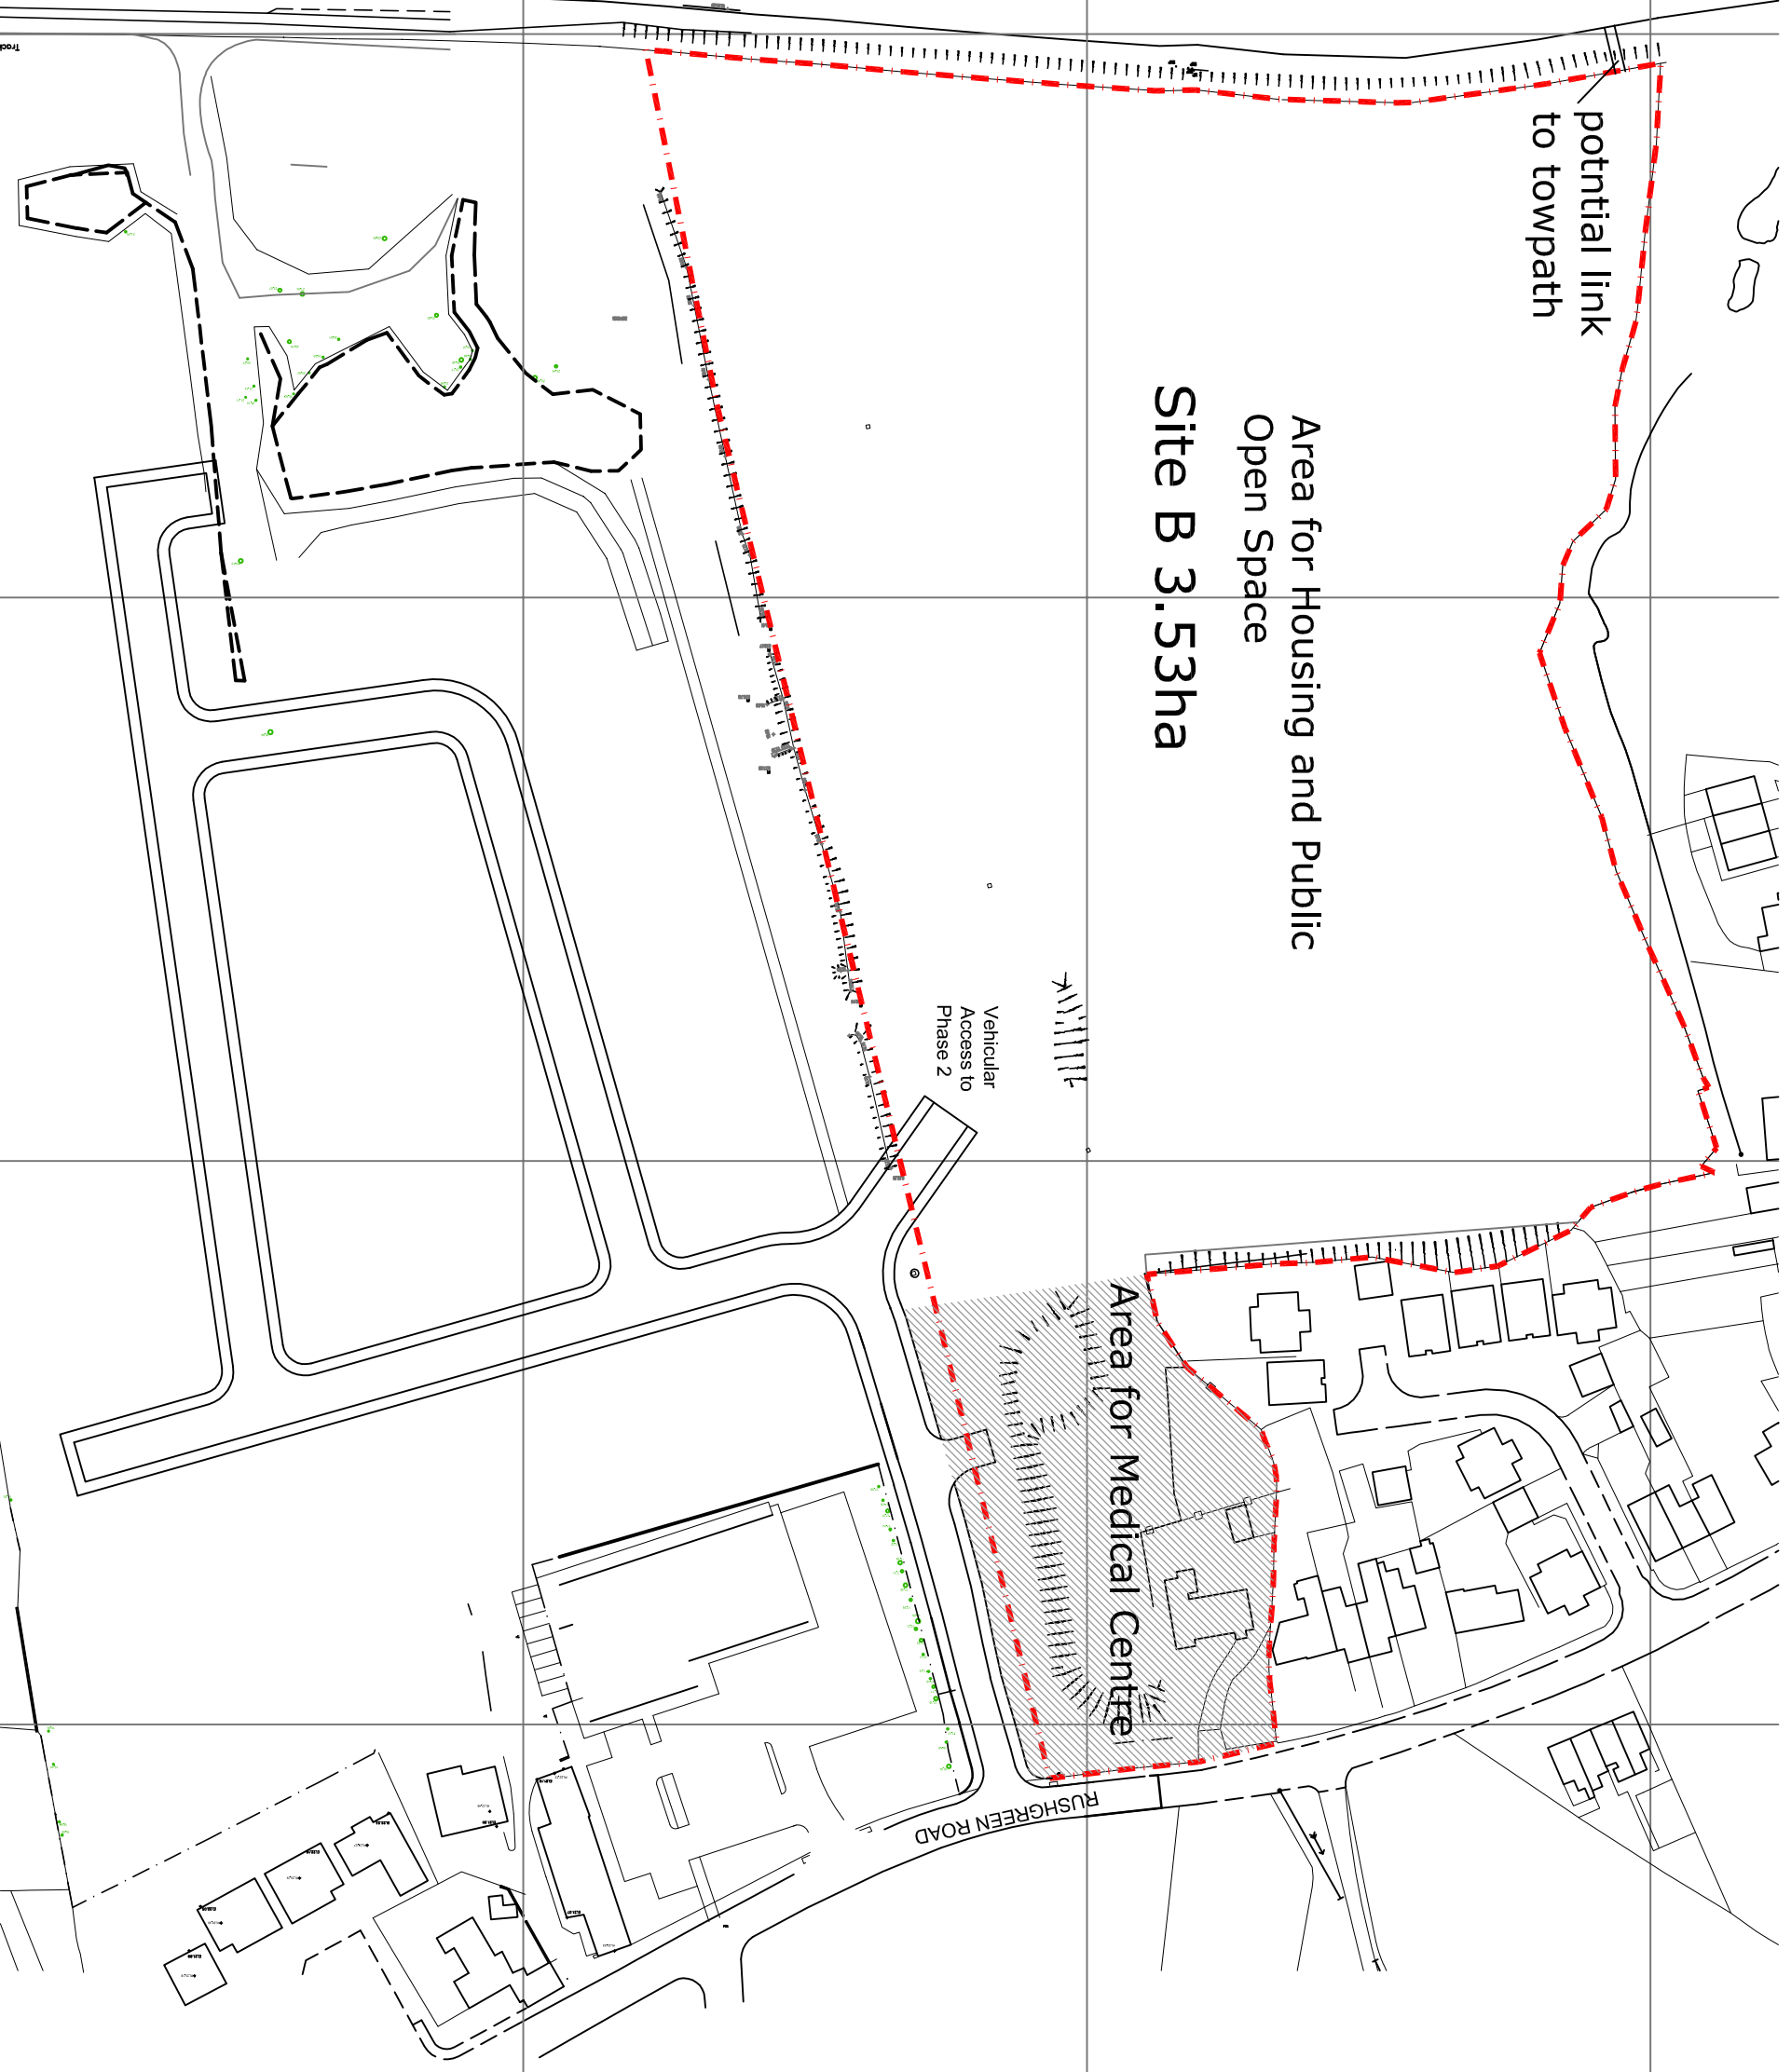 potntial link
to towpath
Area for Housing and Public
Open Space
Site B 3.53ha
Vehicular
Access to
Phase 2
Area for Medical Centre
RUSHGREEN ROAD
Track